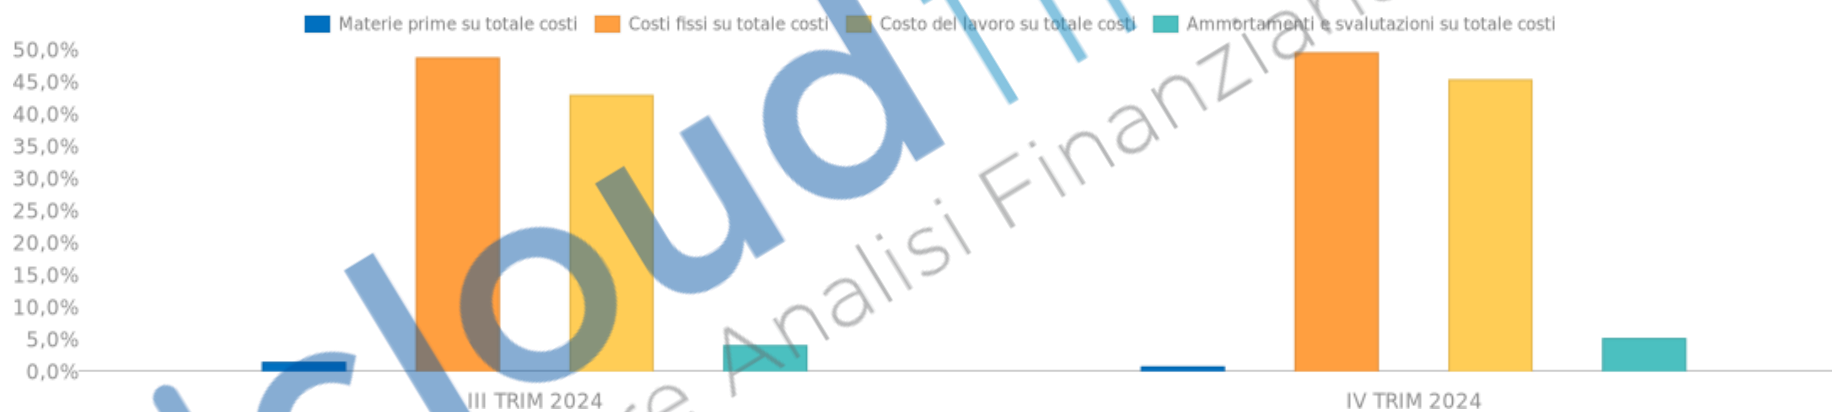 Materie prime su totale costi Costi fissi su totale costi Costo del lavoro su totale costi Ammortamenti e svalutazioni su totale costi
50,0%
45,0%
40,0%
35,0%
30,0%
25,0%
20,0%
15,0%
10,0%
5,0%
0,0%
III TRIM 2024 IV TRIM 2024
cloud
Analisi Finanziaria